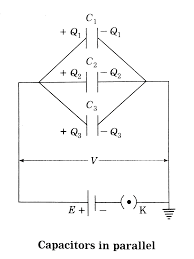 C₁
+ Q₁ − Q₁
C₂
+ Q₂ − Q₂
C₃
+ Q₃ − Q₃
V
E + − K
Capacitors in parallel